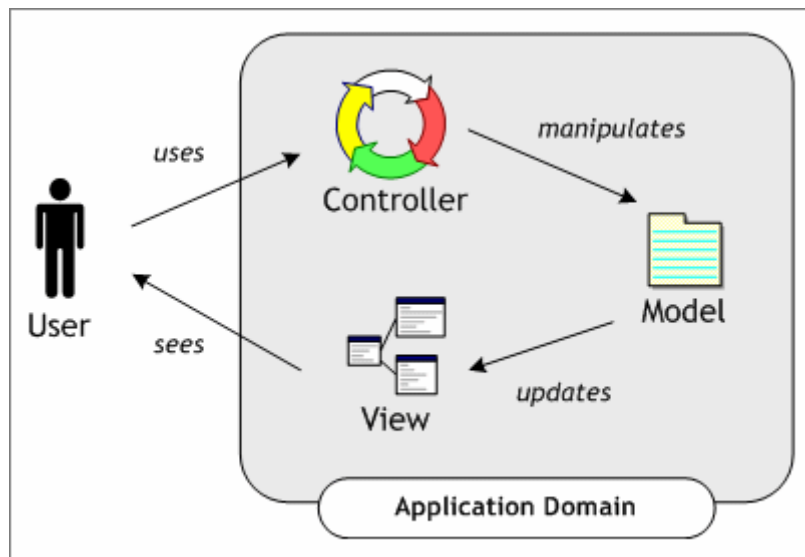 uses
manipulates
Controller
User
Model
sees
updates
View
Application Domain